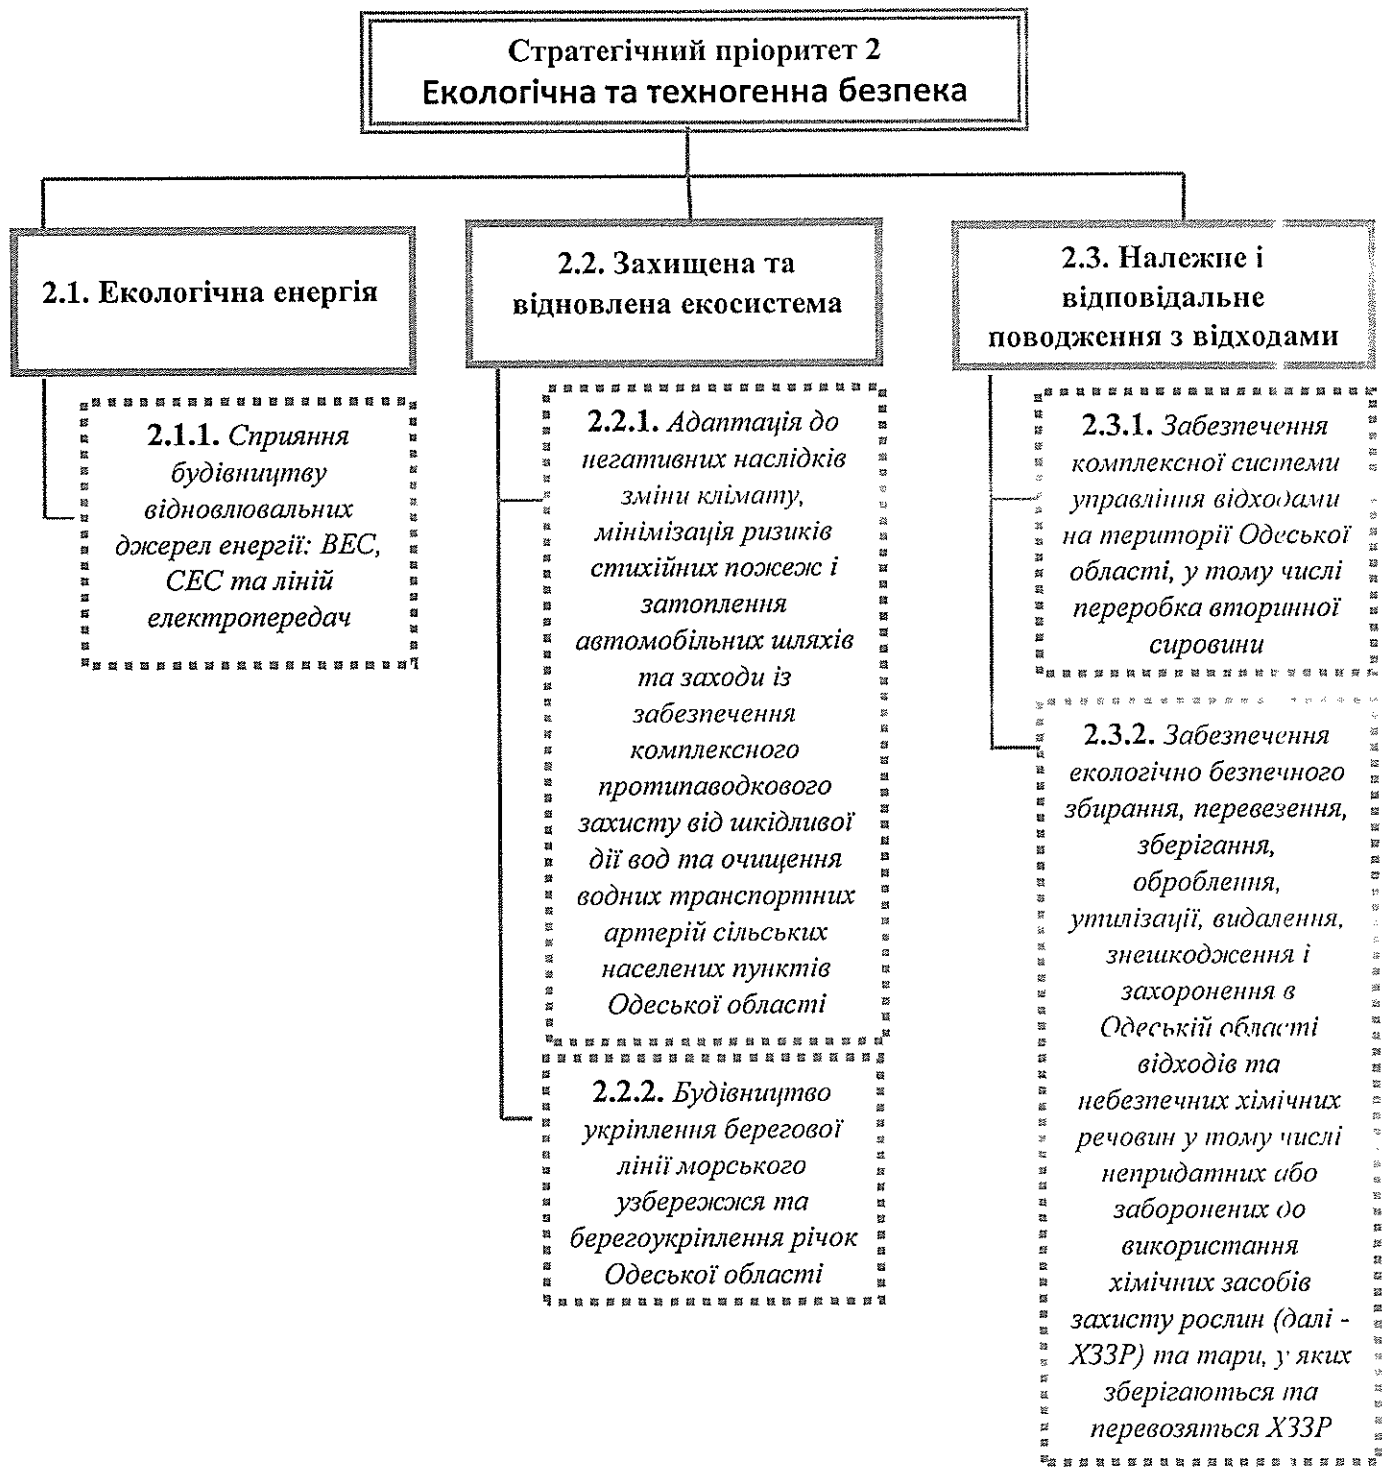 Стратегічний пріоритет 2
Екологічна та техногенна безпека
2.1. Екологічна енергія
2.1.1. Сприяння
будівництву
відновлювальних
джерел енергії: ВЕС,
СЕС та ліній
електропередач
2.2. Захищена та
відновлена екосистема
2.2.1. Адаптація до
негативних наслідків
зміни клімату,
мінімізація ризиків
стихійних пожеж і
затоплення
автомобільних шляхів
та заходи із
забезпечення
комплексного
протипаводкового
захисту від шкідливої
дії вод та очищення
водних транспортних
артерій сільських
населених пунктів
Одеської області
2.2.2. Будівництво
укріплення берегової
лінії морського
узбережжя та
берегоукріплення річок
Одеської області
2.3. Належне і
відповідальне
поводження з відходами
2.3.1. Забезпечення
комплексної системи
управління відходами
на території Одеської
області, у тому числі
переробка вторинної
сировини
2.3.2. Забезпечення
екологічно безпечного
збирання, перевезення,
зберігання,
оброблення,
утилізації, видалення,
знешкодження і
захоронення в
Одеській області
відходів та
небезпечних хімічних
речовин у тому числі
непридатних або
заборонених до
використання
хімічних засобів
захисту рослин (далі -
ХЗЗР) та тари, у яких
зберігаються та
перевозяться ХЗЗР